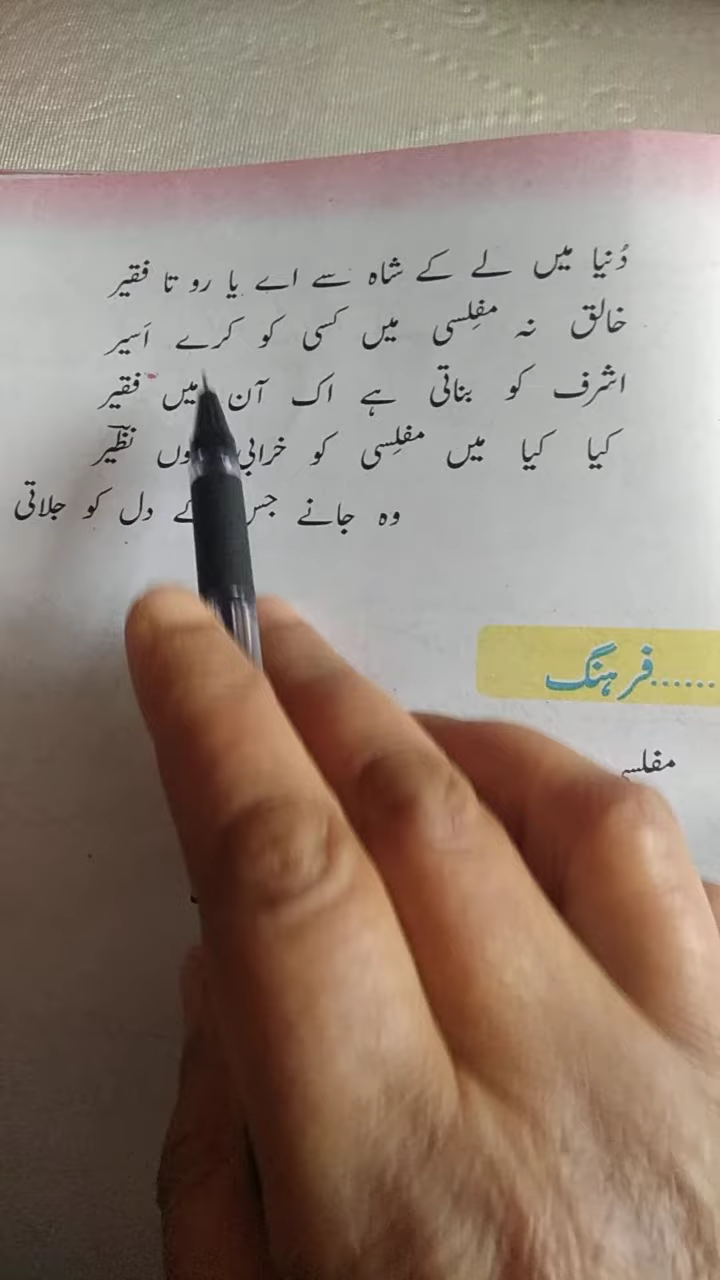 دُنیا میں لے کے شاہ سے اے یا رو تا فقیر
خالق نہ مفلِسی میں کسی کو کرے اَسیر
اشرف کو بناتی ہے اک آن میں فقیر
کیا کیا میں مفلِسی کو خرابی نظیرؔ
وہ جانے دل کو جلاتی
فرہنگ......
مفلسی